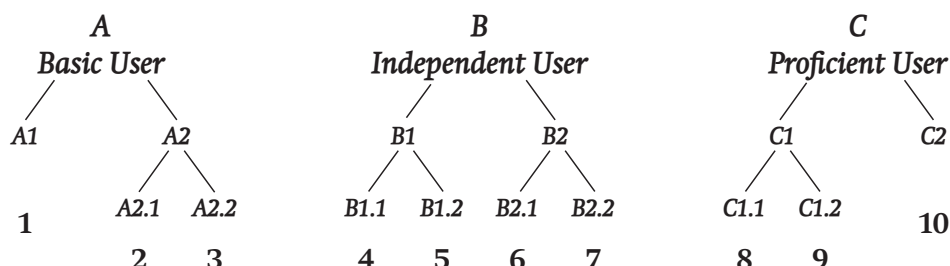 A B C
Basic User Independent User Proficient User
A1 A2 B1 B2 C1 C2
A2.1 A2.2 B1.1 B1.2 B2.1 B2.2 C1.1 C1.2
1 10
2 3 4 5 6 7 8 9